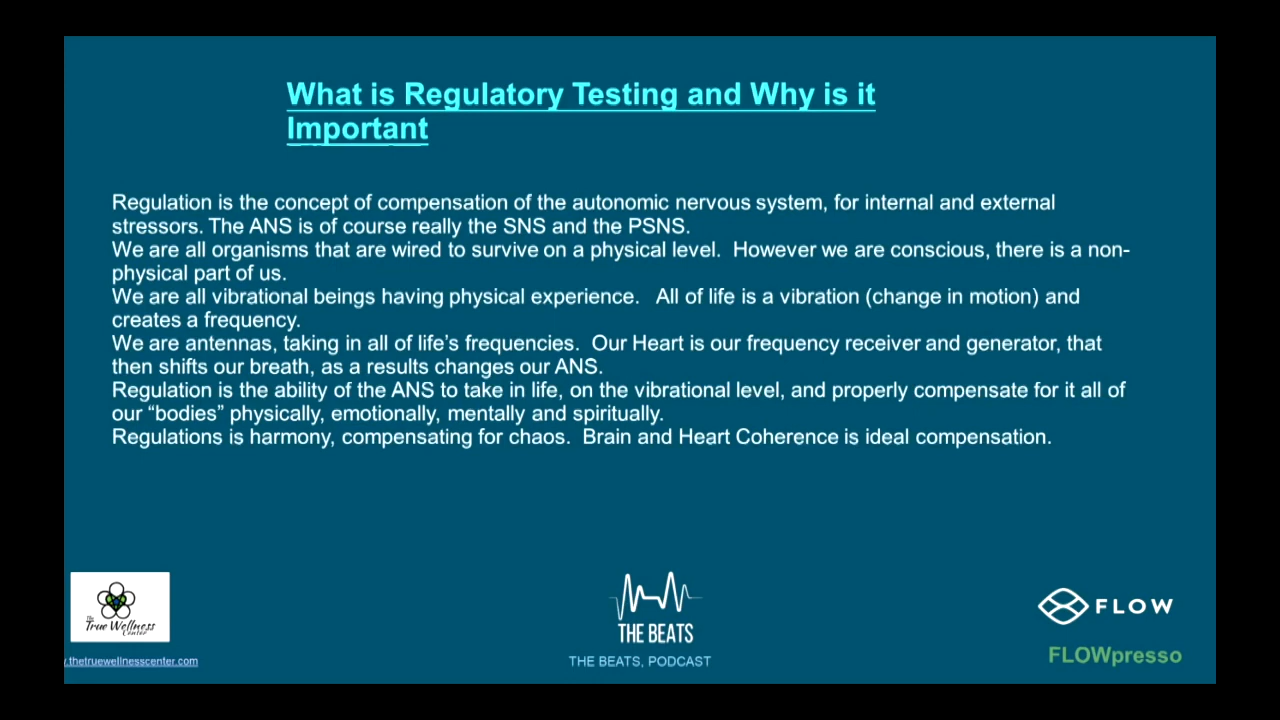 What is Regulatory Testing and Why is it
Important
Regulation is the concept of compensation of the autonomic nervous system, for internal and external
stressors. The ANS is of course really the SNS and the PSNS.
We are all organisms that are wired to survive on a physical level.  However we are conscious, there is a non-
physical part of us.
We are all vibrational beings having physical experience.   All of life is a vibration (change in motion) and
creates a frequency.
We are antennas, taking in all of life’s frequencies.  Our Heart is our frequency receiver and generator, that
then shifts our breath, as a results changes our ANS.
Regulation is the ability of the ANS to take in life, on the vibrational level, and properly compensate for it all of
our “bodies” physically, emotionally, mentally and spiritually.
Regulations is harmony, compensating for chaos.  Brain and Heart Coherence is ideal compensation.
The
True Wellness
Center
.thetruewellnesscenter.com
THE BEATS
THE BEATS, PODCAST
FLOW
FLOWpresso